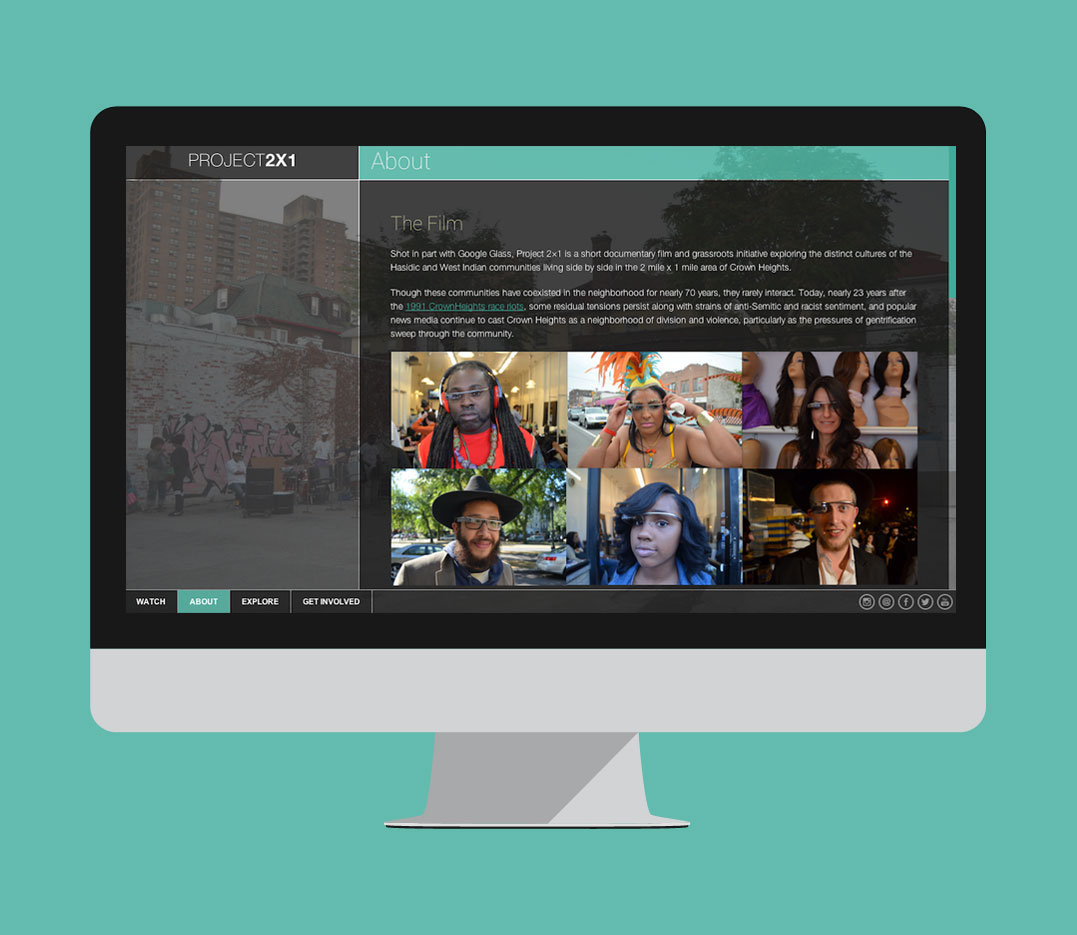 PROJECT2X1
About
The Film
Shot in part with Google Glass, Project 2×1 is a short documentary film and grassroots initiative exploring the distinct cultures of the
Hasidic and West Indian communities living side by side in the 2 mile x 1 mile area of Crown Heights.
Though these communities have coexisted in the neighborhood for nearly 70 years, they rarely interact. Today, nearly 23 years after
the 1991 CrownHeights race riots, some residual tensions persist along with strains of anti-Semitic and racist sentiment, and popular
news media continue to cast Crown Heights as a neighborhood of division and violence, particularly as the pressures of gentrification
sweep through the community.
WATCH
ABOUT
EXPLORE
GET INVOLVED